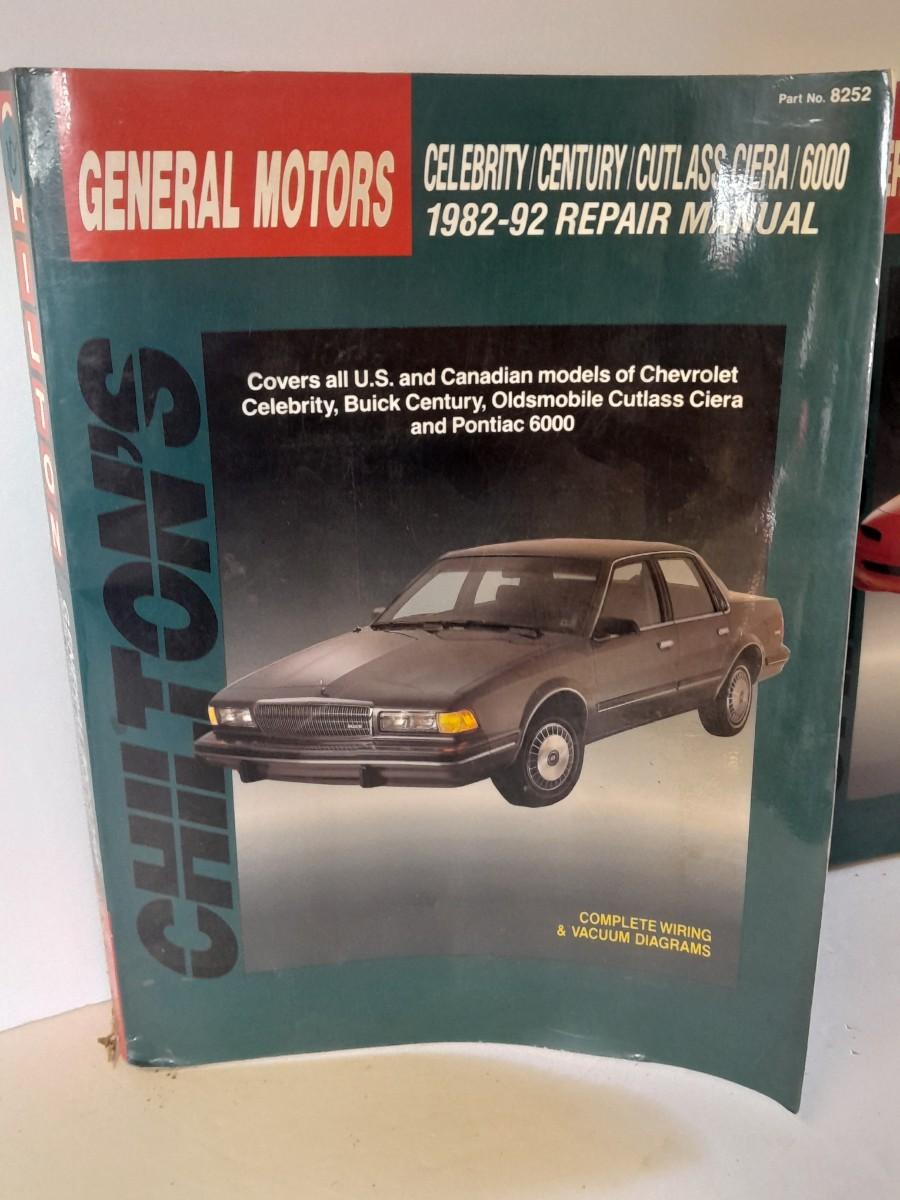 Part No. 8252
GENERAL MOTORS
CELEBRITY/CENTURY/CUTLASS CIERA/6000
1982-92 REPAIR MANUAL
CHILTON'S
Covers all U.S. and Canadian models of Chevrolet
Celebrity, Buick Century, Oldsmobile Cutlass Ciera
and Pontiac 6000
COMPLETE WIRING
& VACUUM DIAGRAMS